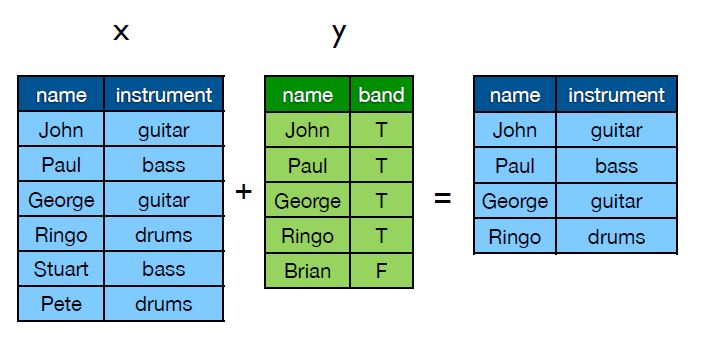 x y
name instrument name band name instrument
John guitar John T John guitar
Paul bass Paul T Paul bass
George guitar George T George guitar
+ =
Ringo drums Ringo T Ringo drums
Stuart bass Brian F
Pete drums